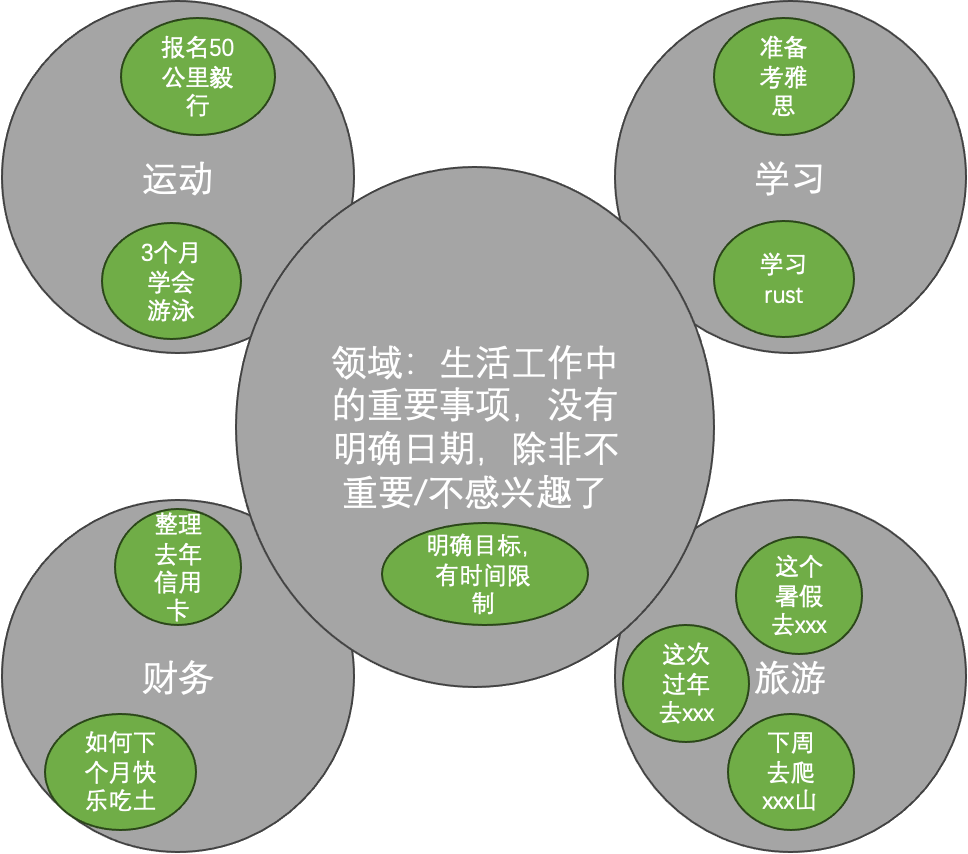 报名50
公里毅
行
运动
3个月
学会
游泳
准备
考雅
思
学习
学习
rust
领域：生活工作中
的重要事项，没有
明确日期，除非不
重要/不感兴趣了
明确目标，
有时间限
制
整理
去年
信用
卡
财务
如何下
个月快
乐吃土
这个
暑假
去xxx
这次
过年
去xxx
旅游
下周
去爬
xxx山